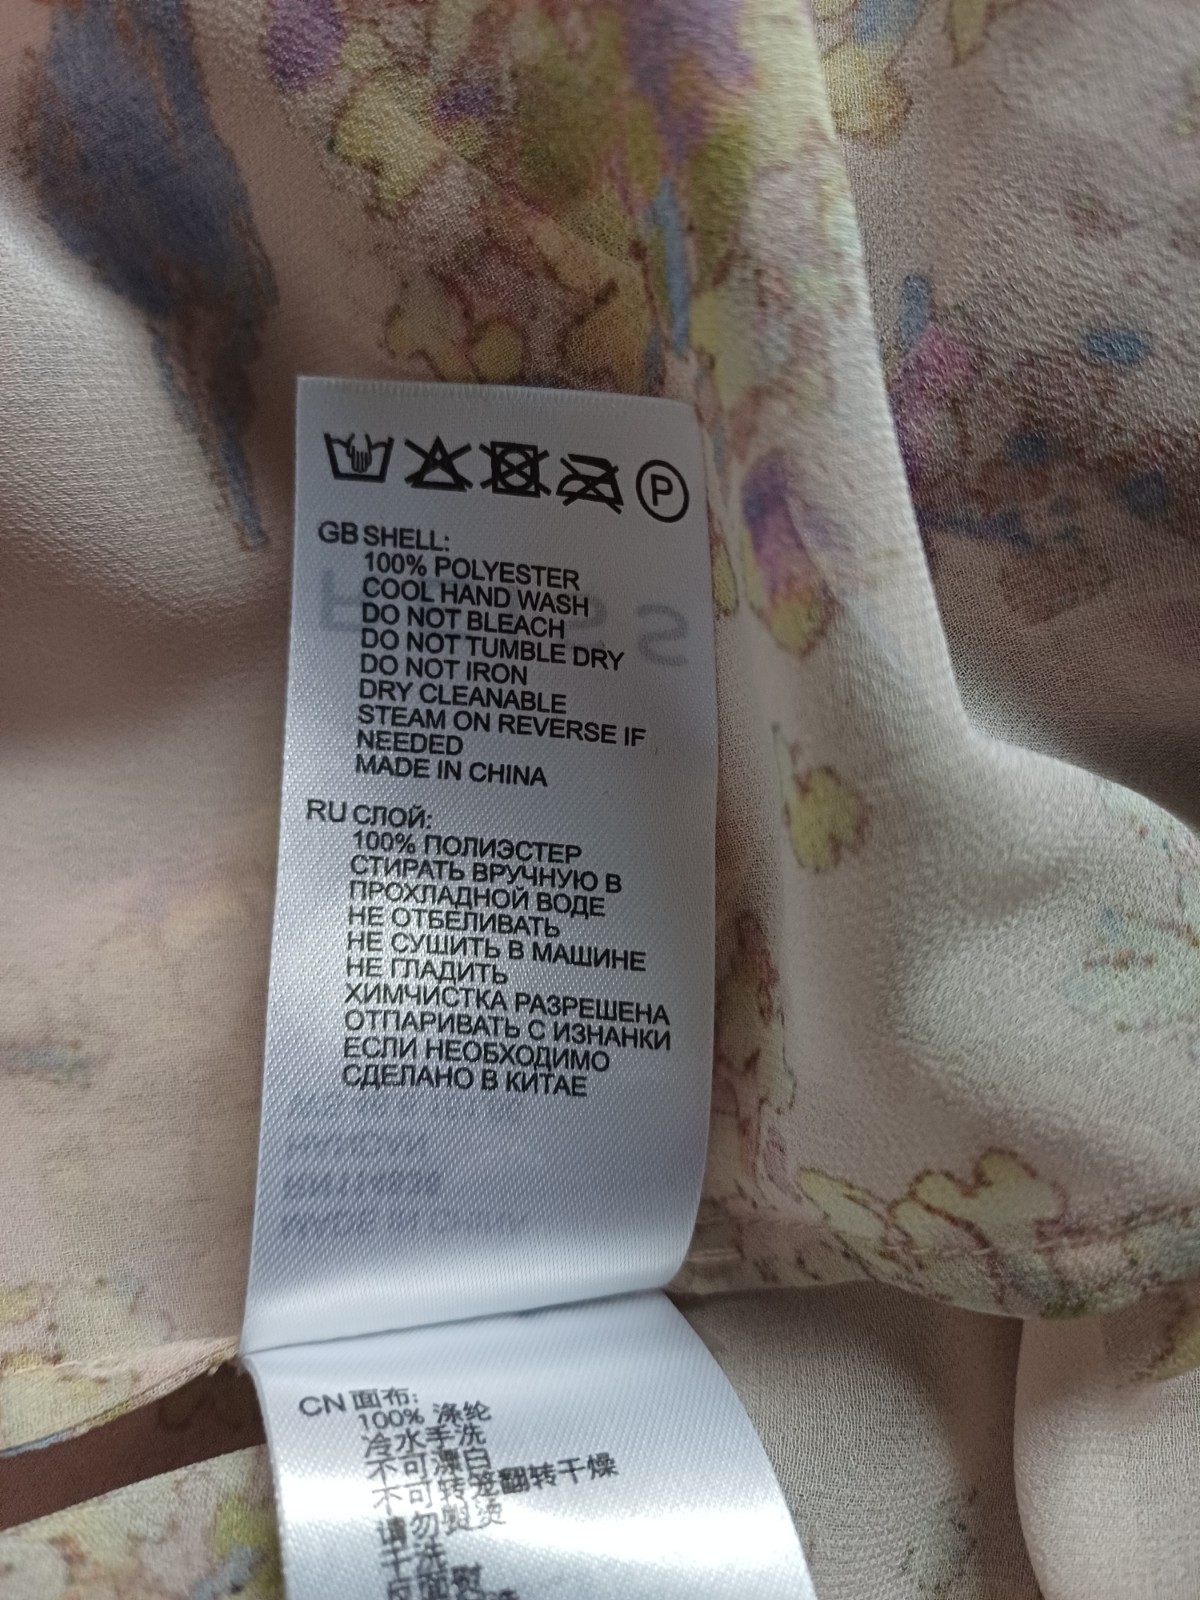 P
GB SHELL:
100% POLYESTER
COOL HAND WASH
DO NOT BLEACH
DO NOT TUMBLE DRY
DO NOT IRON
DRY CLEANABLE
STEAM ON REVERSE IF
NEEDED
MADE IN CHINA
RU СЛОЙ:
100% ПОЛИЭСТЕР
СТИРАТЬ ВРУЧНУЮ В
ПРОХЛАДНОЙ ВОДЕ
НЕ ОТБЕЛИВАТЬ
НЕ СУШИТЬ В МАШИНЕ
НЕ ГЛАДИТЬ
ХИМЧИСТКА РАЗРЕШЕНА
ОТПАРИВАТЬ С ИЗНАНКИ
ЕСЛИ НЕОБХОДИМО
СДЕЛАНО В КИТАЕ
CN 面布:
100% 涤纶
冷水手洗
不可漂白
不可转笼翻转干燥
请勿熨烫
干洗
反面熨